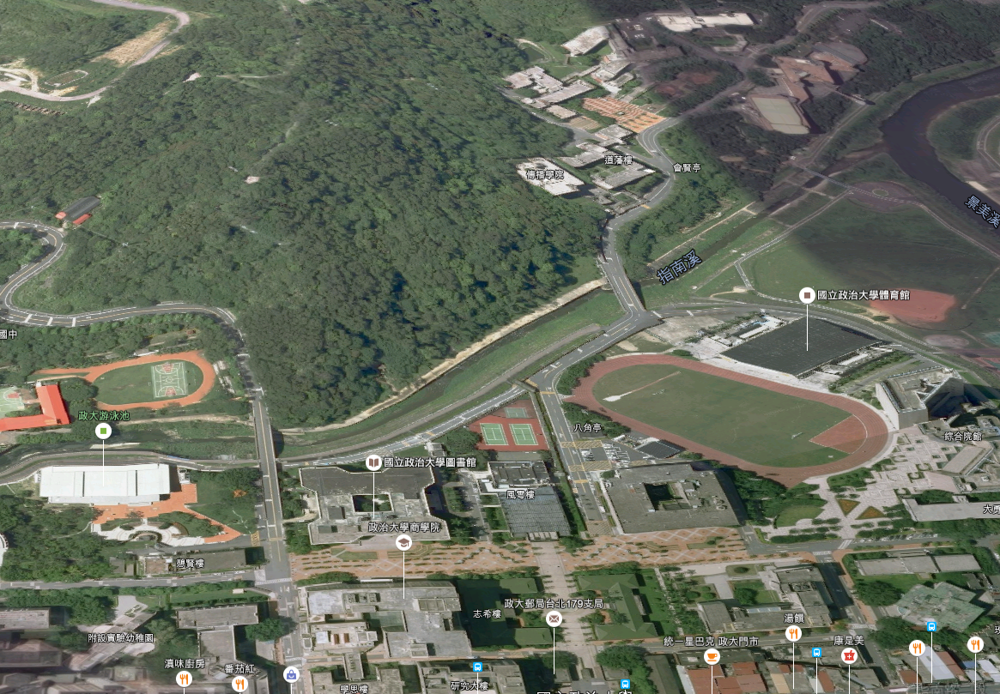 道藩樓
會賢亭
傳播學院
景美溪
指南溪
國立政治大學體育館
國中
政大游泳池
八角亭
綜合院館
國立政治大學圖書館
風雩樓
政治大學商學院
憩賢樓
志希樓
政大郵局台北179支局
附設實驗幼稚園
湯饌
統一星巴克 政大門市
康是美
滇味廚房
番茄紅
學思樓
研究大樓